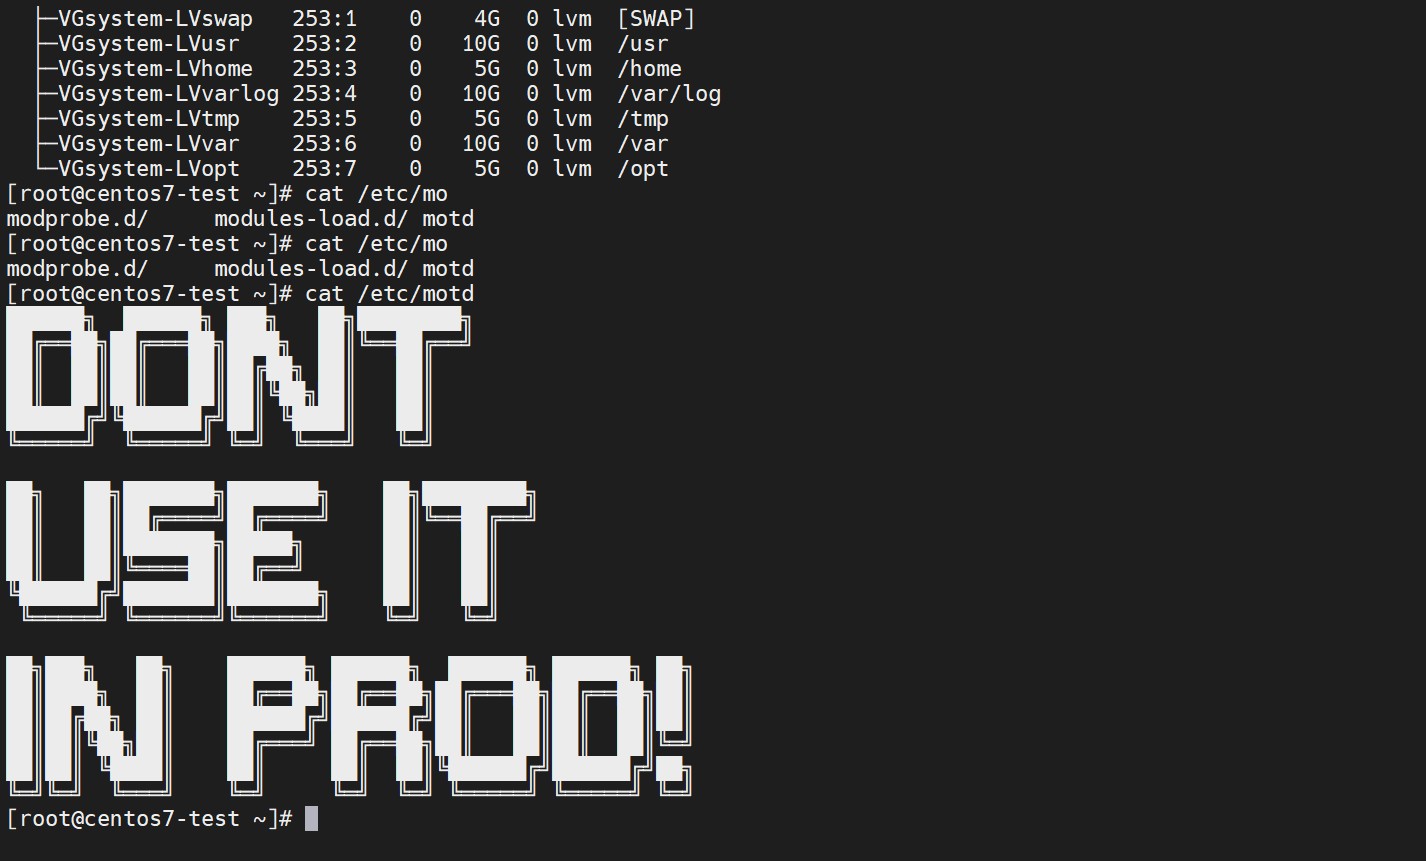 ├─VGsystem-LVswap   253:1    0    4G  0 lvm  [SWAP]
├─VGsystem-LVusr    253:2    0   10G  0 lvm  /usr
├─VGsystem-LVhome   253:3    0    5G  0 lvm  /home
├─VGsystem-LVvarlog 253:4    0   10G  0 lvm  /var/log
├─VGsystem-LVtmp    253:5    0    5G  0 lvm  /tmp
├─VGsystem-LVvar    253:6    0   10G  0 lvm  /var
└─VGsystem-LVopt    253:7    0    5G  0 lvm  /opt
[root@centos7-test ~]# cat /etc/mo
modprobe.d/     modules-load.d/ motd
[root@centos7-test ~]# cat /etc/mo
modprobe.d/     modules-load.d/ motd
[root@centos7-test ~]# cat /etc/motd
DONT
USE IT
IN PROD!
[root@centos7-test ~]#